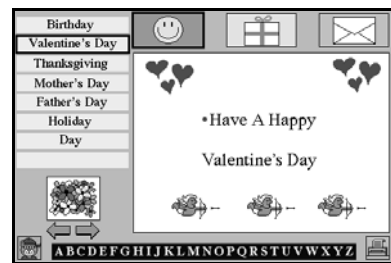 Birthday
Valentine's Day
Thanksgiving
Mother's Day
Father's Day
Holiday
Day
•Have A Happy
Valentine's Day
ABCDEFGHIJKLMNOPQRSTUVWXYZ